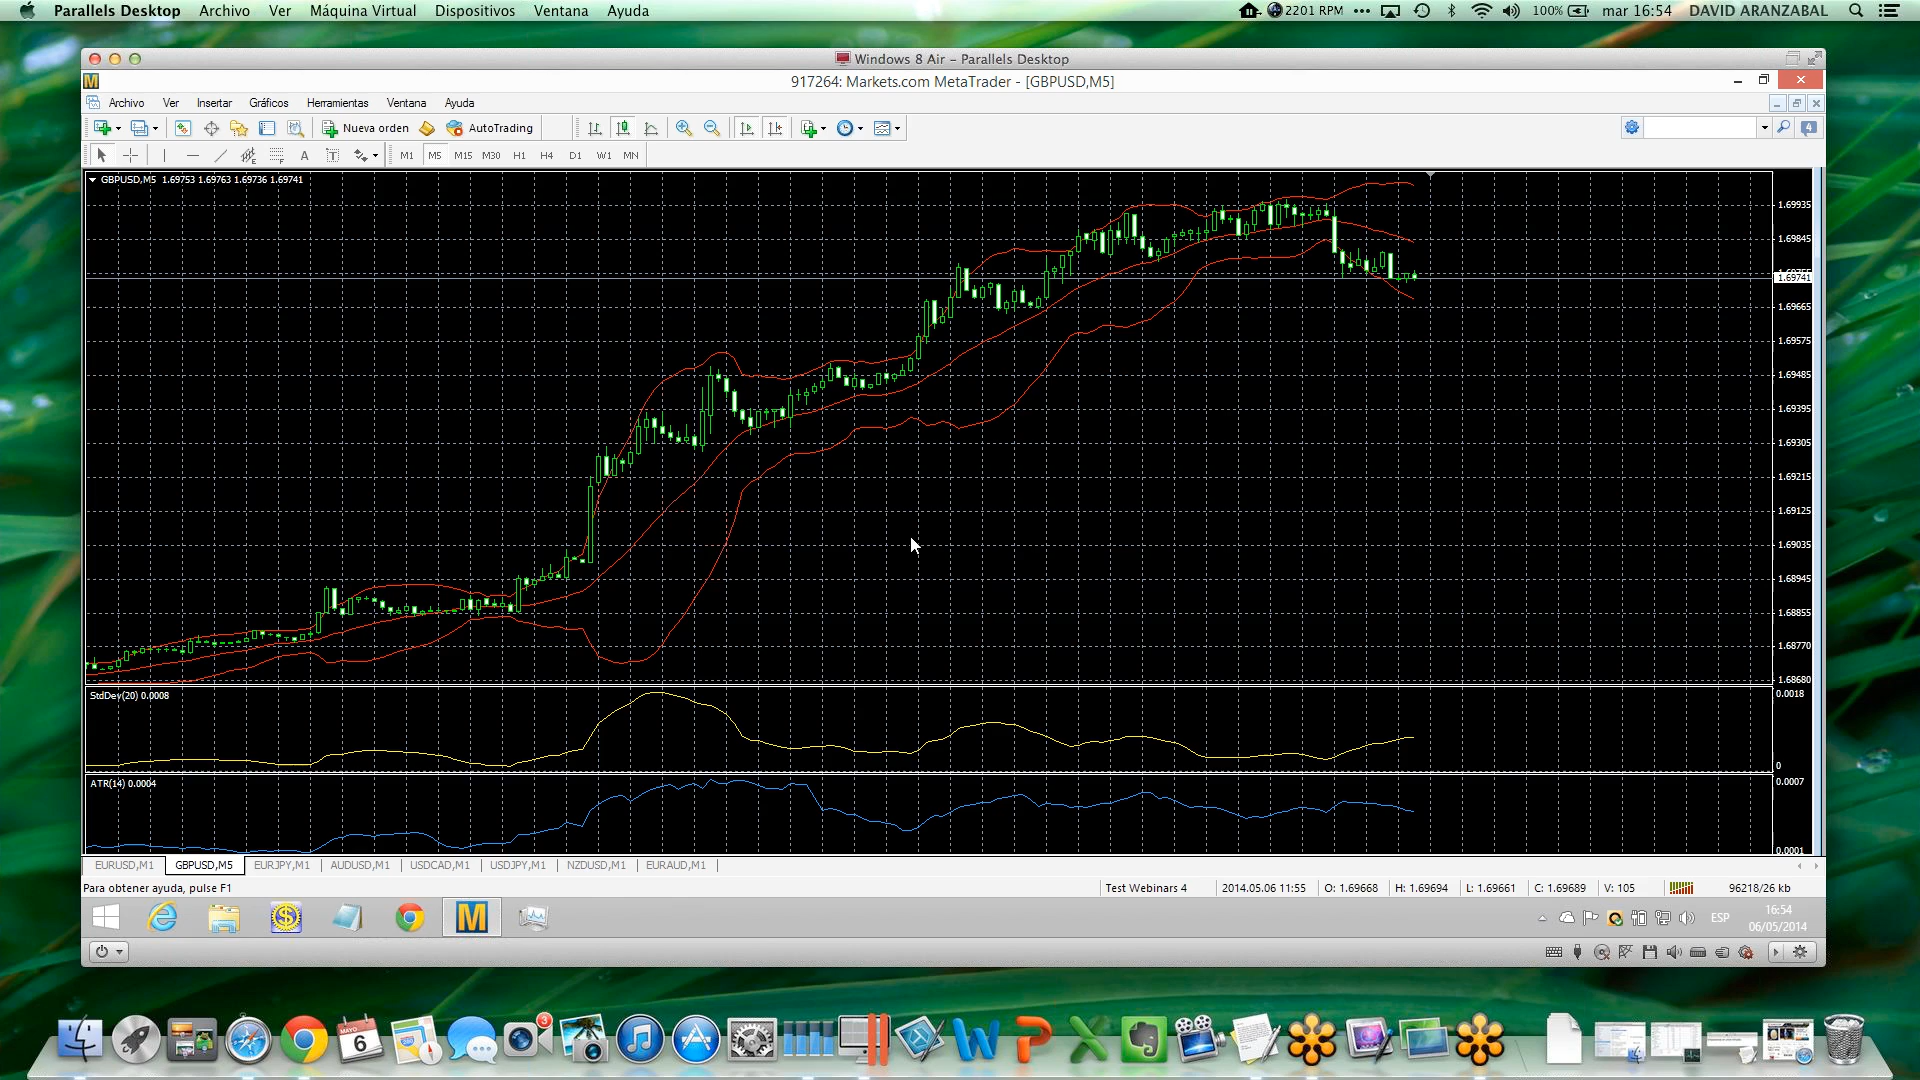 Parallels Desktop Archivo Ver Máquina Virtual Dispositivos Ventana Ayuda 2201 RPM 100% mar 16:54 DAVID ARANZABAL
Windows 8 Air - Parallels Desktop
917264: Markets.com MetaTrader - [GBPUSD,M5]
Archivo Ver Insertar Gráficos Herramientas Ventana Ayuda
Nueva orden AutoTrading 4
A T M1 M5 M15 M30 H1 H4 D1 W1 MN
GBPUSD,M5 1.69753 1.69763 1.69736 1.69741
1.69935
1.69845
1.69741
1.69665
1.69575
1.69485
1.69395
1.69305
1.69215
1.69125
1.69035
1.68945
1.68855
1.68770
1.68680
StdDev(20) 0.0008 0.0018
0
ATR(14) 0.0004 0.0007
0.0001
EURUSD,M1 GBPUSD,M5 EURJPY,M1 AUDUSD,M1 USDCAD,M1 USDJPY,M1 NZDUSD,M1 EURAUD,M1
Para obtener ayuda, pulse F1 Test Webinars 4 2014.05.06 11:55 O: 1.69668 H: 1.69694 L: 1.69661 C: 1.69689 V: 105 96218/26 kb
ESP 16:54
06/05/2014
MAYO
6
3